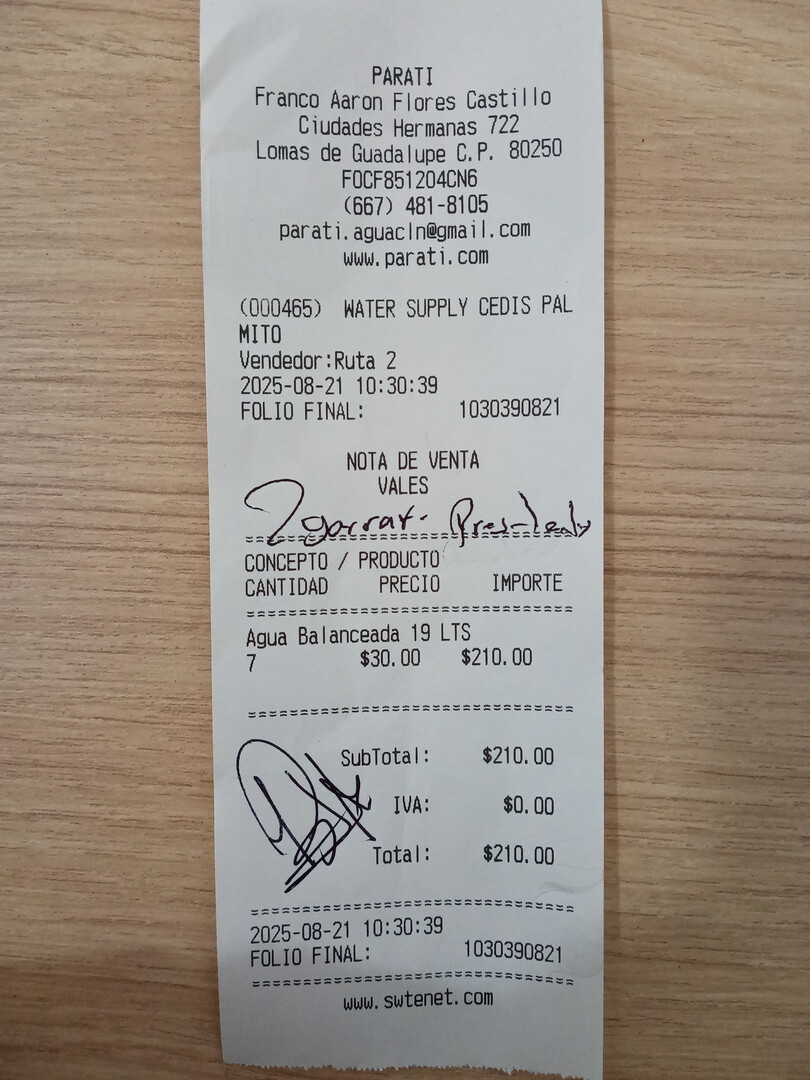 PARATI
Franco Aaron Flores Castillo
Ciudades Hermanas 722
Lomas de Guadalupe C.P. 80250
FOCF851204CN6
(667) 481-8105
parati.aguacln@gmail.com
www.parati.com
(000465) WATER SUPPLY CEDIS PAL
MITO
Vendedor:Ruta 2
2025-08-21 10:30:39
FOLIO FINAL: 1030390821
NOTA DE VENTA
VALES
CONCEPTO / PRODUCTO
CANTIDAD PRECIO IMPORTE
Agua Balanceada 19 LTS
7 $30.00 $210.00
SubTotal: $210.00
IVA: $0.00
Total: $210.00
2025-08-21 10:30:39
FOLIO FINAL: 1030390821
www.swtenet.com